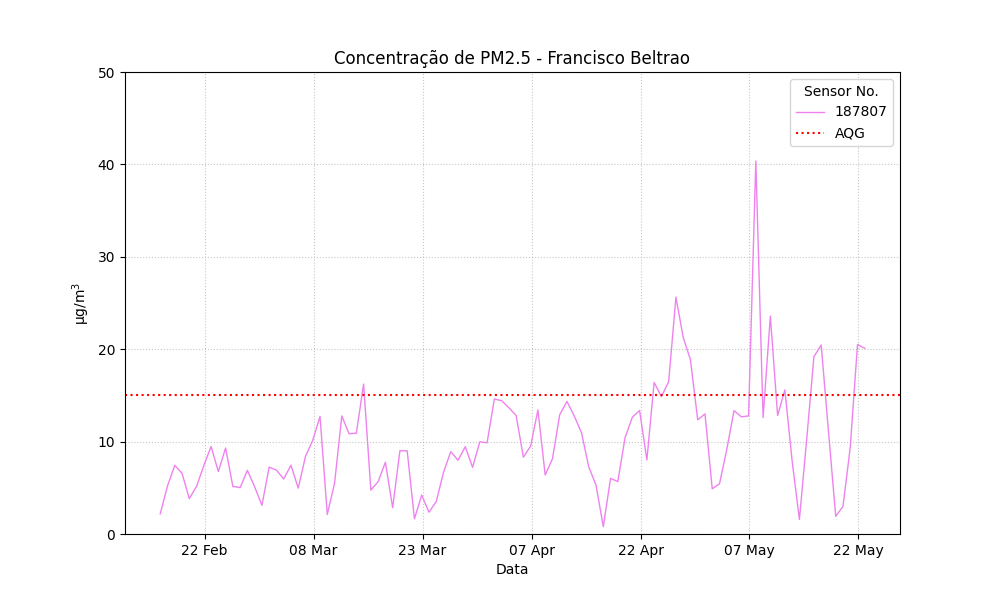 Concentração de PM2.5 - Francisco Beltrao
50
40
30
20
10
0
µg/m³
Sensor No.
187807
AQG
22 Feb
08 Mar
23 Mar
07 Apr
22 Apr
07 May
22 May
Data